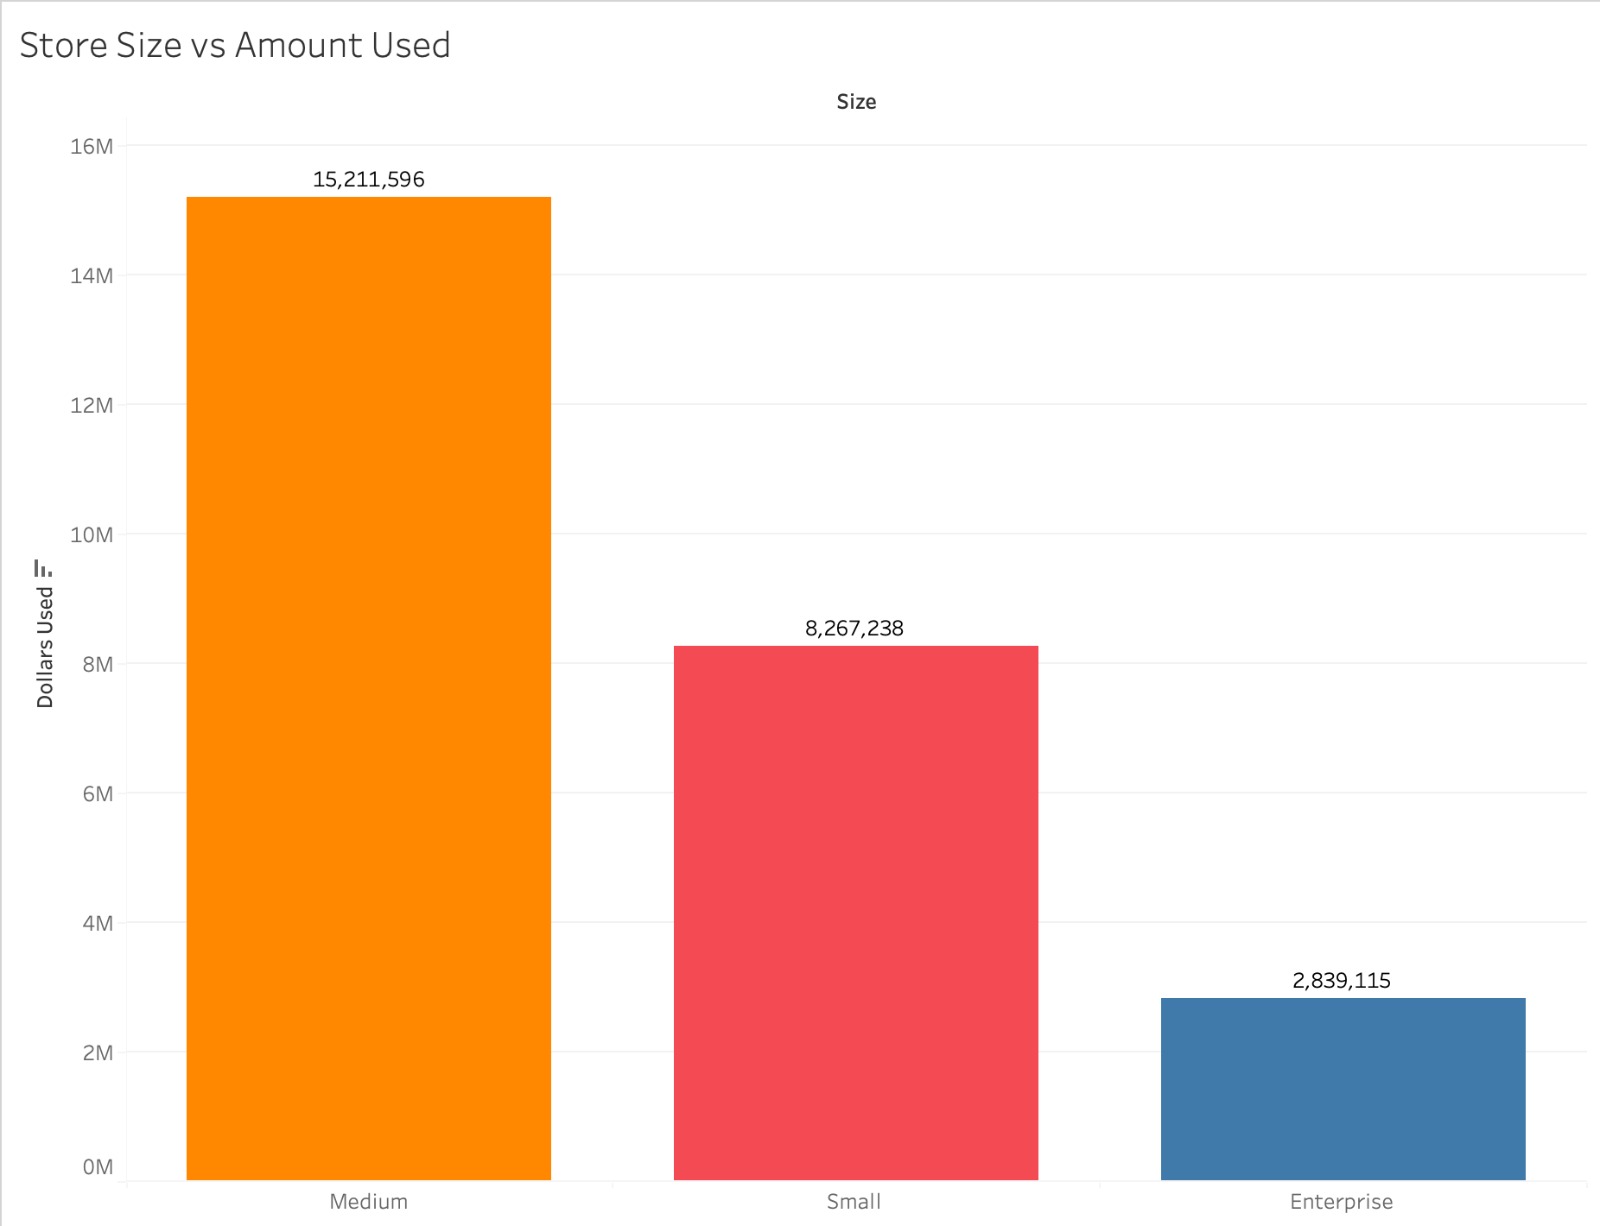 Store Size vs Amount Used
Size
16M
15,211,596
14M
12M
10M
Dollars Used
8,267,238
8M
6M
4M
2,839,115
2M
0M
Medium
Small
Enterprise